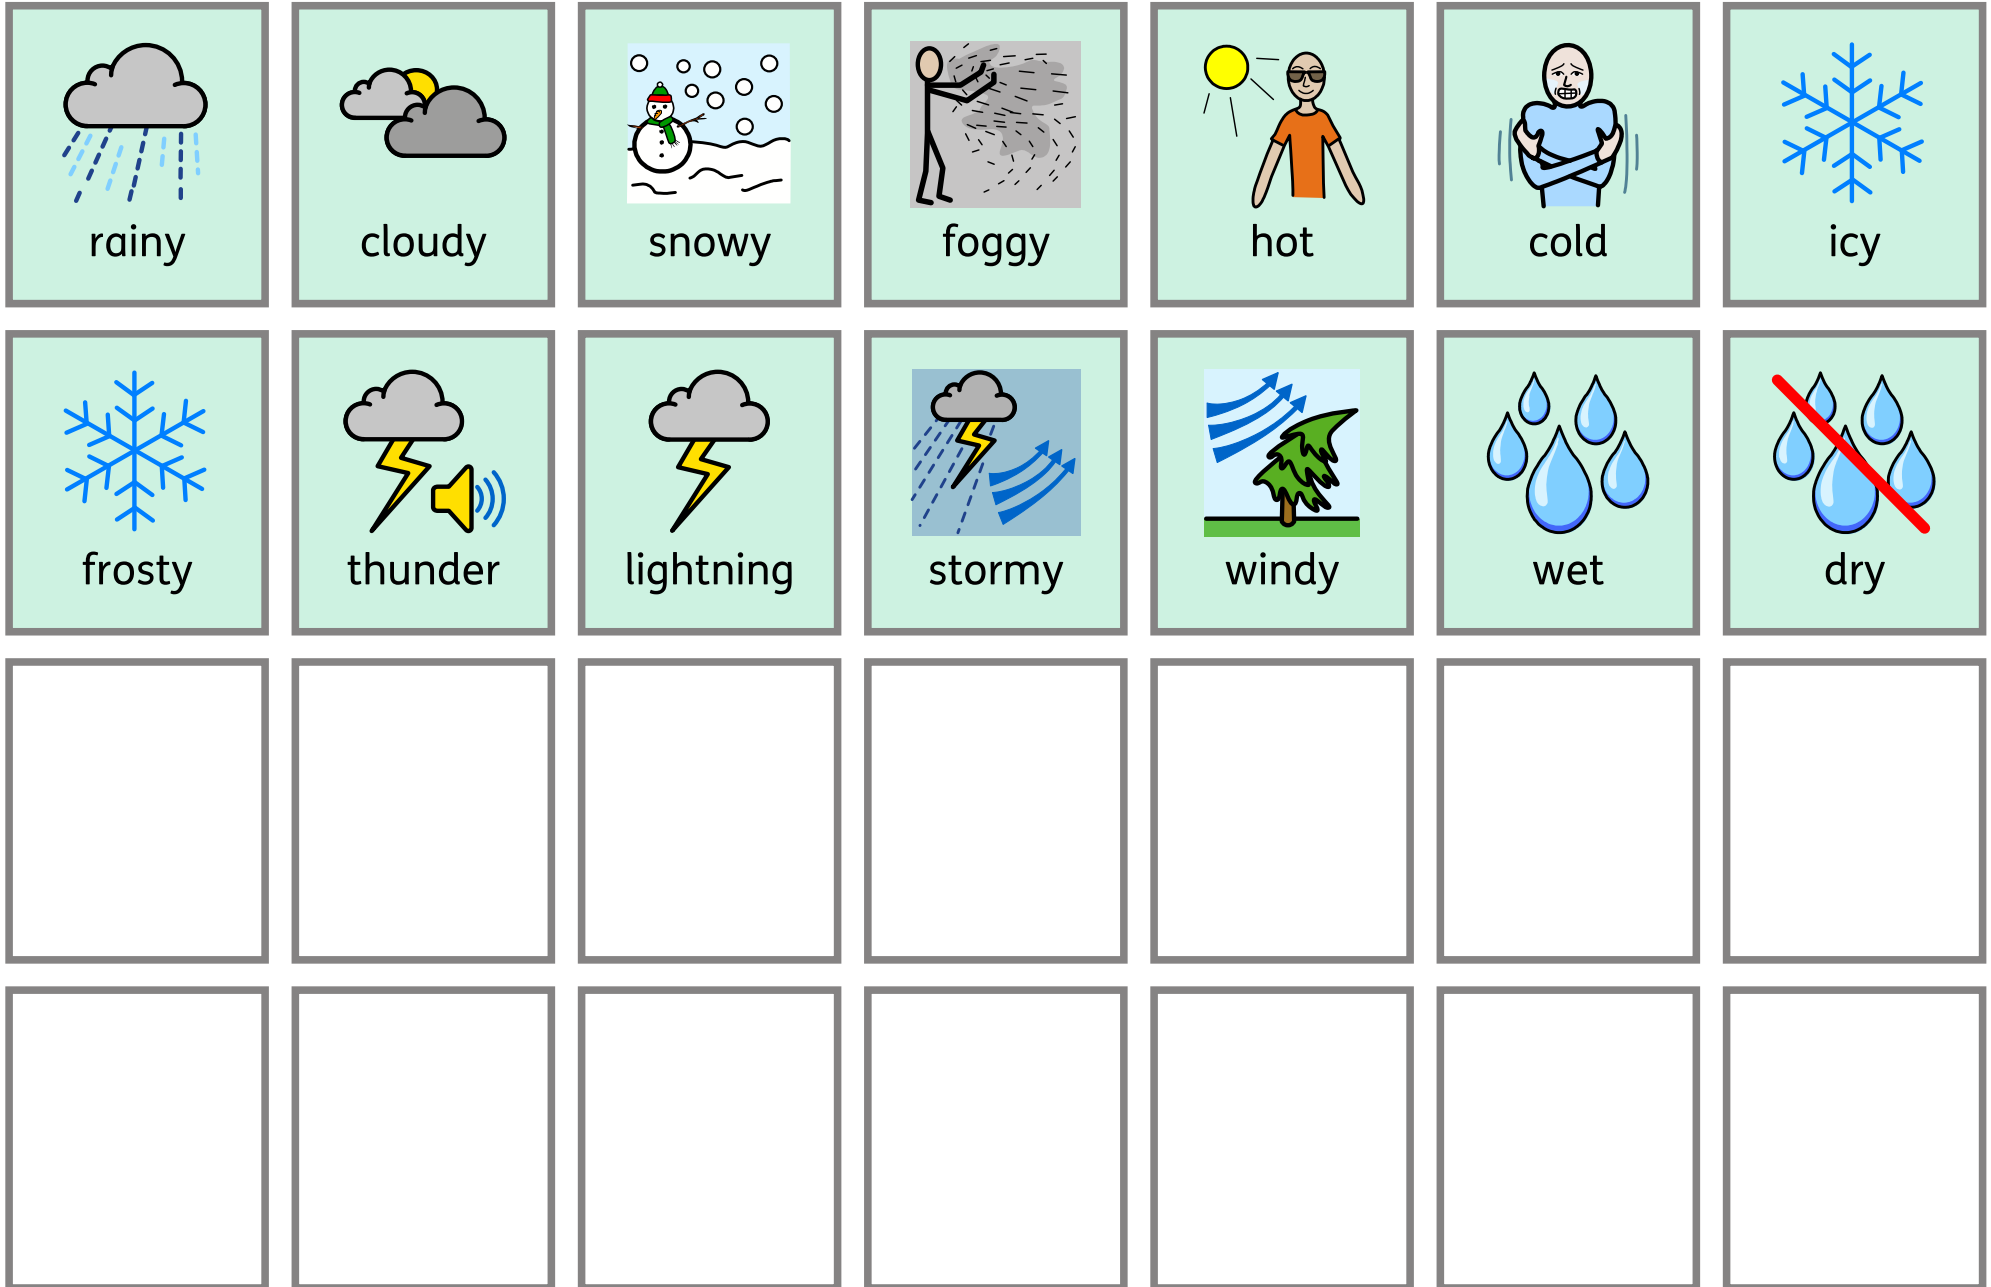 rainy
cloudy
snowy
foggy
hot
cold
icy
frosty
thunder
lightning
stormy
windy
wet
dry